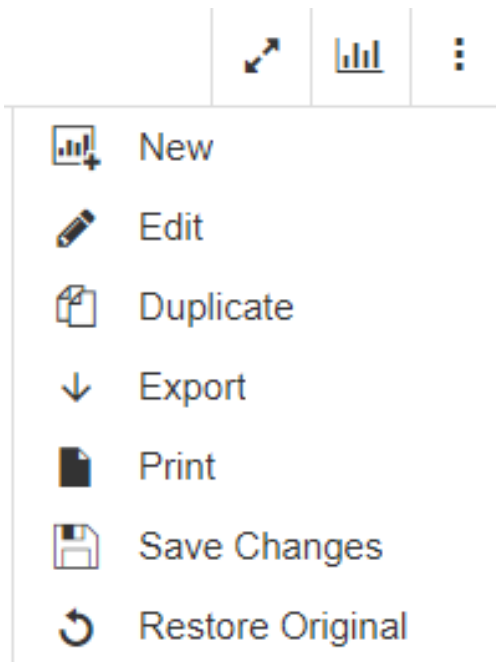 New
Edit
Duplicate
Export
Print
Save Changes
Restore Original